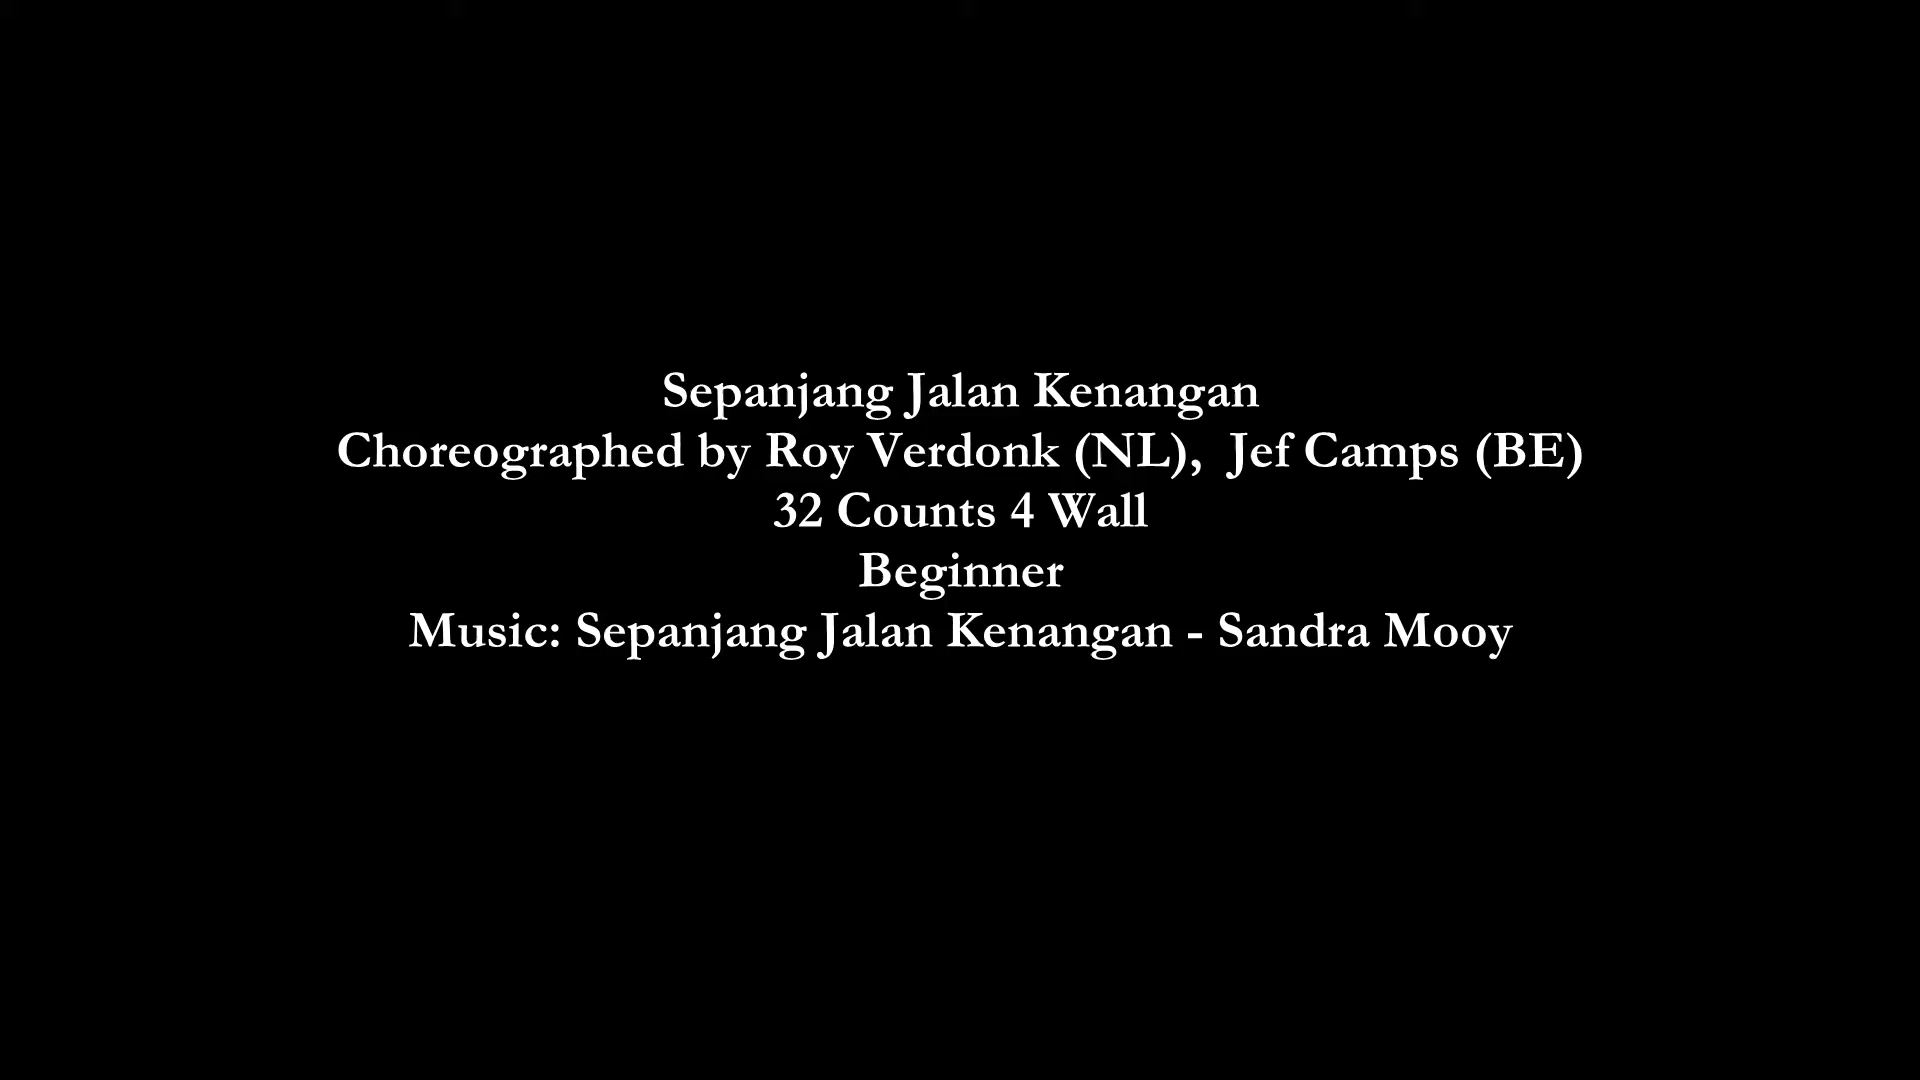 Sepanjang Jalan Kenangan
Choreographed by Roy Verdonk (NL), Jef Camps (BE)
32 Counts 4 Wall
Beginner
Music: Sepanjang Jalan Kenangan - Sandra Mooy